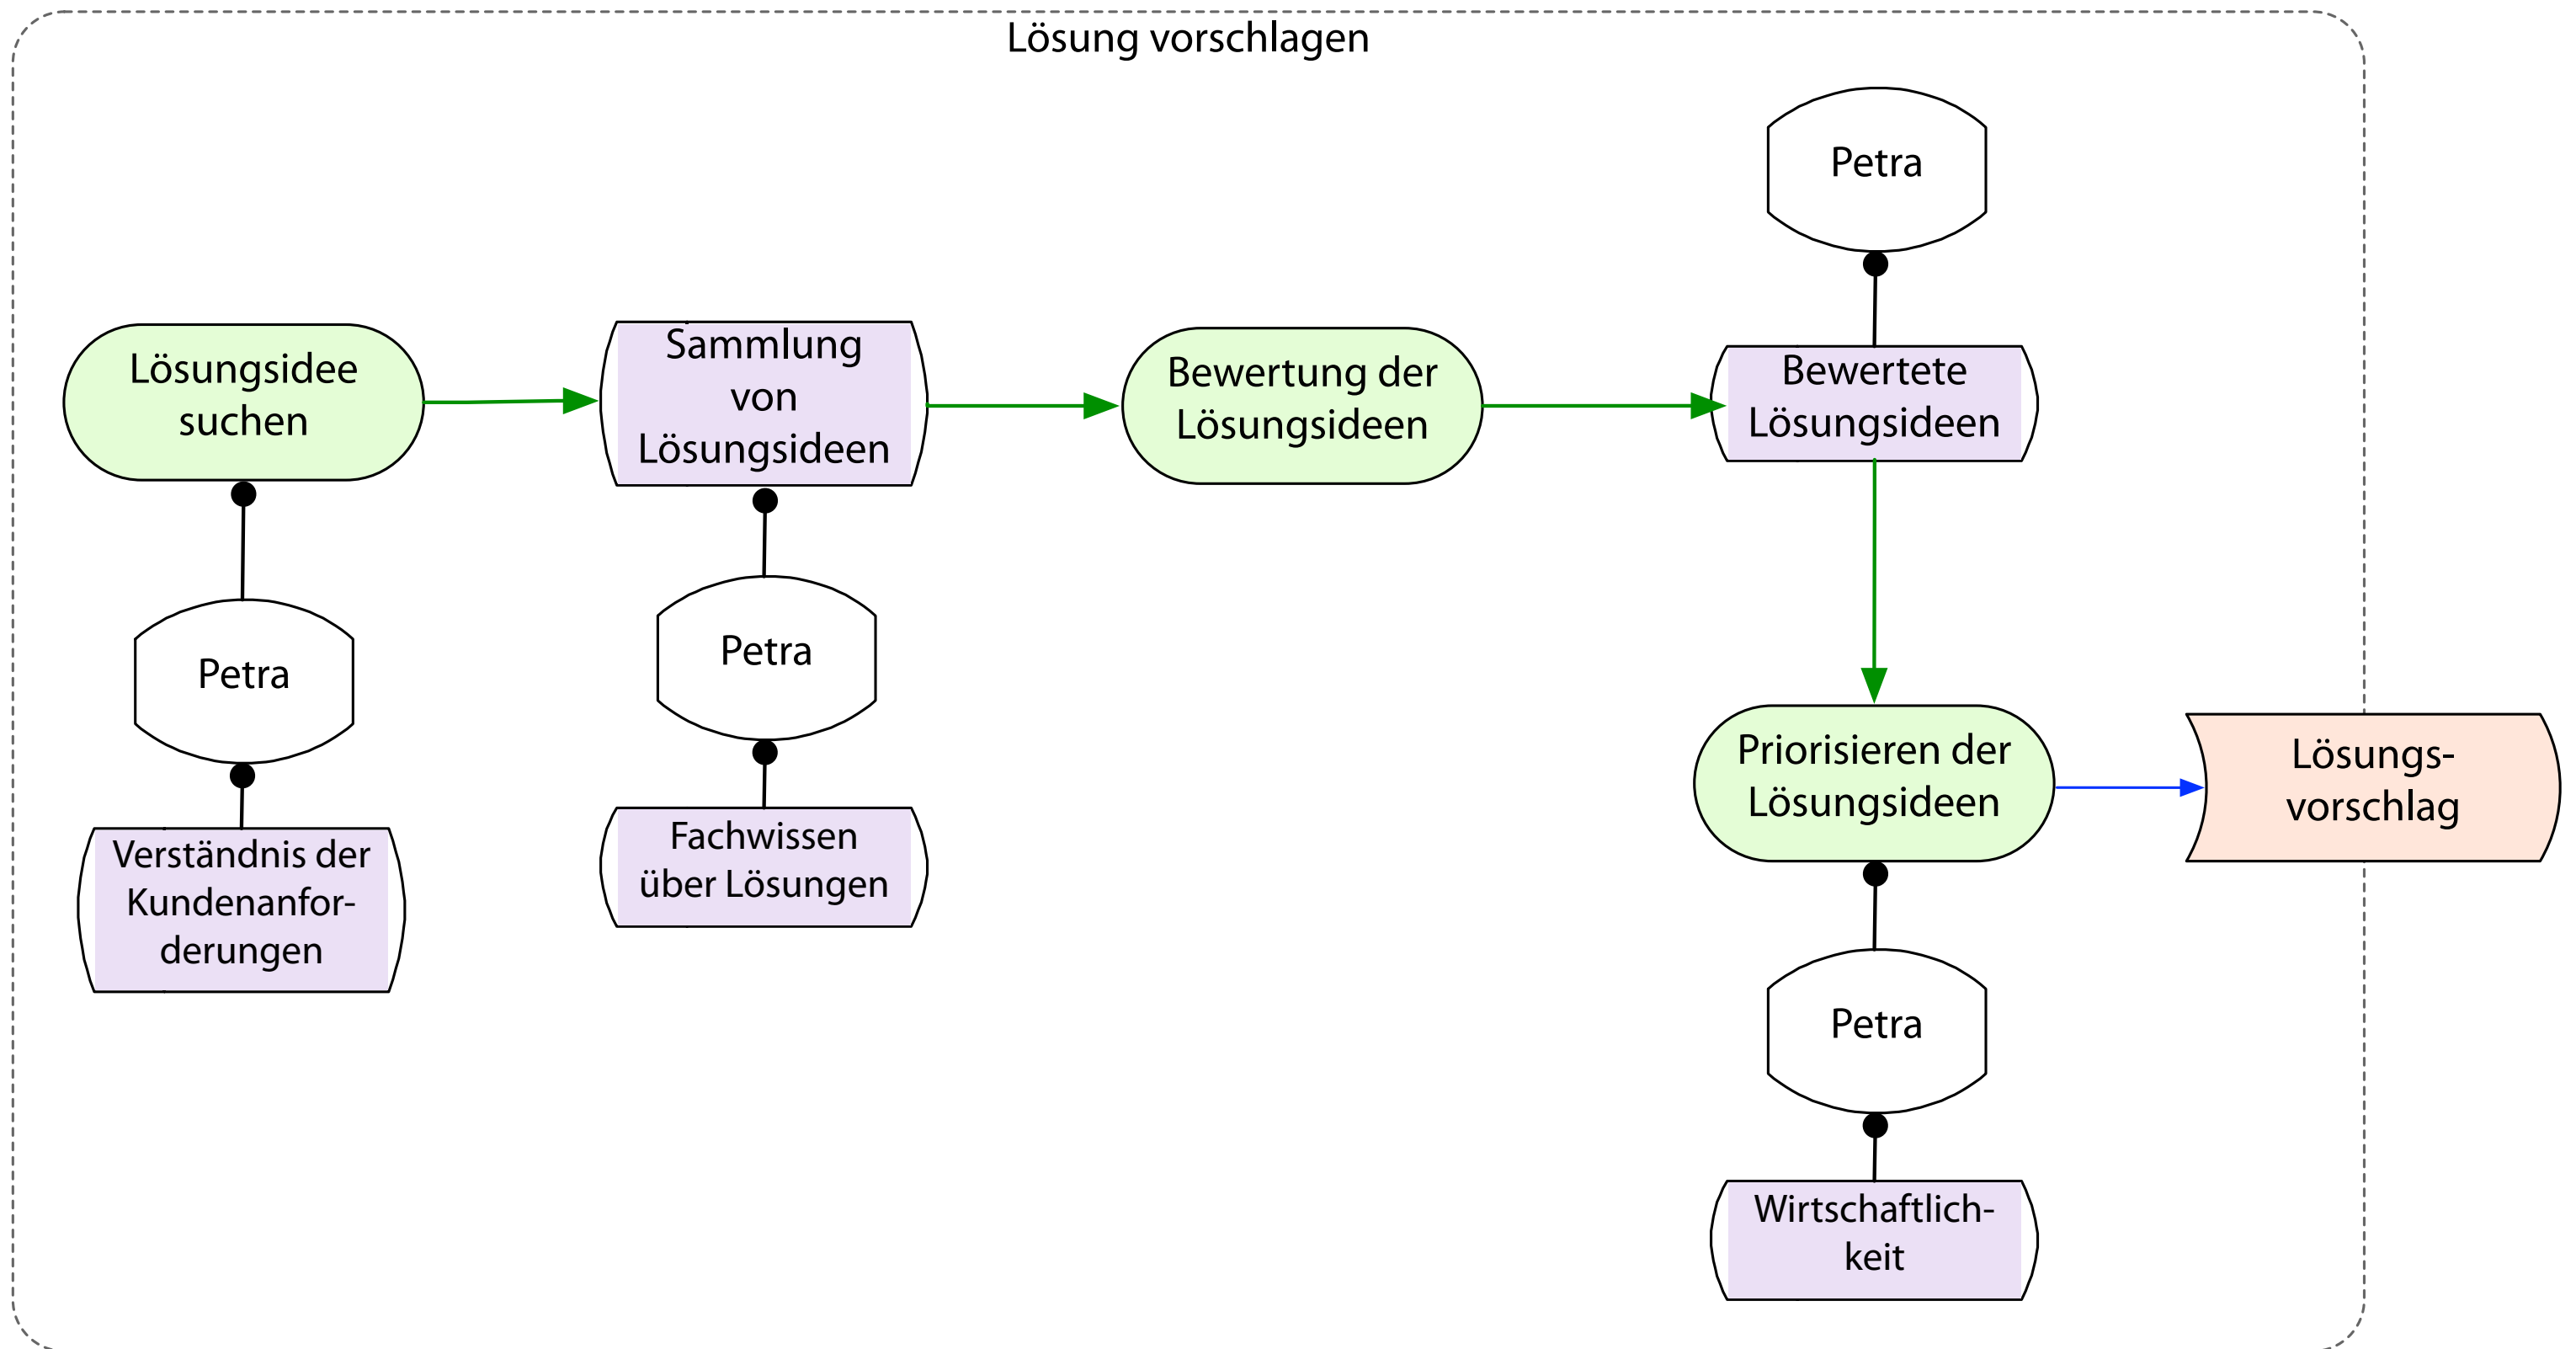 Lösung vorschlagen
Petra
Lösungsidee
suchen
Sammlung
von
Lösungsideen
Bewertung der
Lösungsideen
Bewertete
Lösungsideen
Petra
Petra
Verständnis der
Kundenanfor-
derungen
Fachwissen
über Lösungen
Priorisieren der
Lösungsideen
Lösungs-
vorschlag
Petra
Wirtschaftlich-
keit